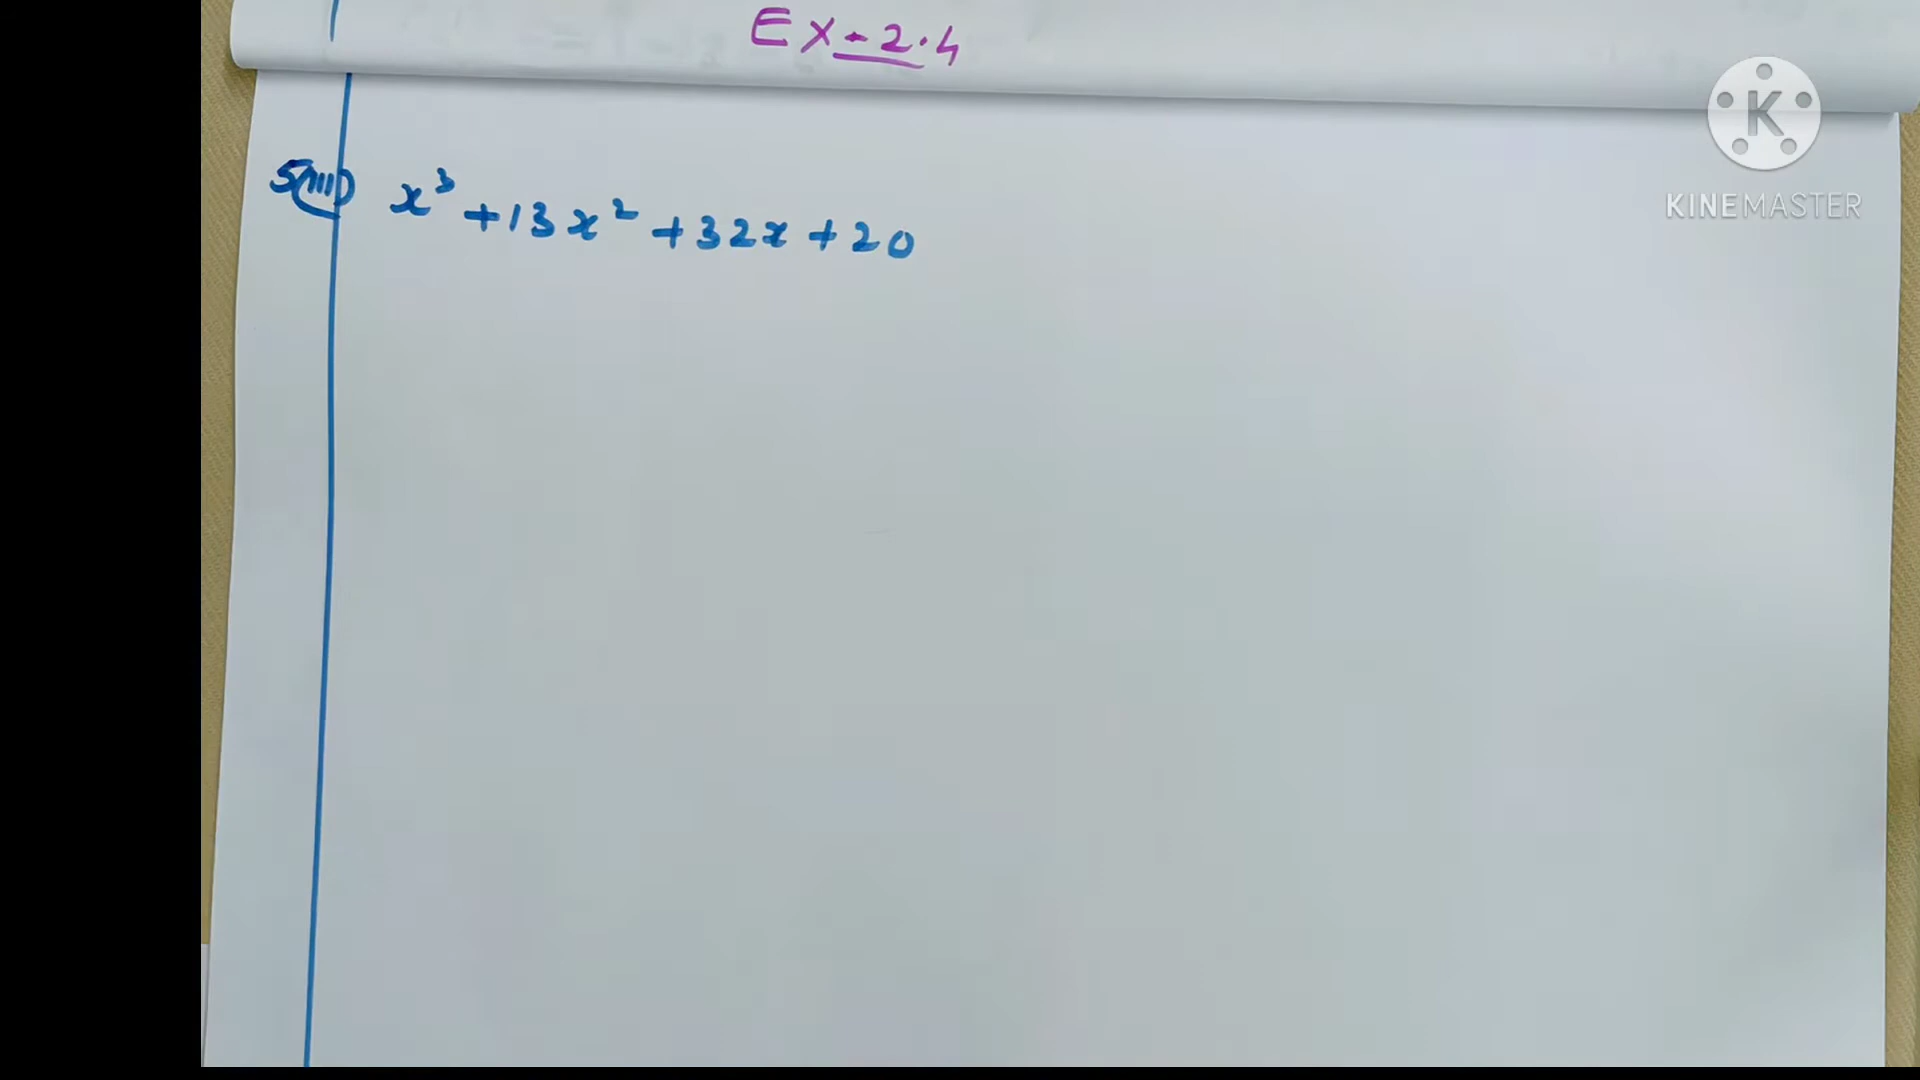 Ex-2.4
K
KINEMASTER
5(iii) x³ + 13x² + 32x + 20